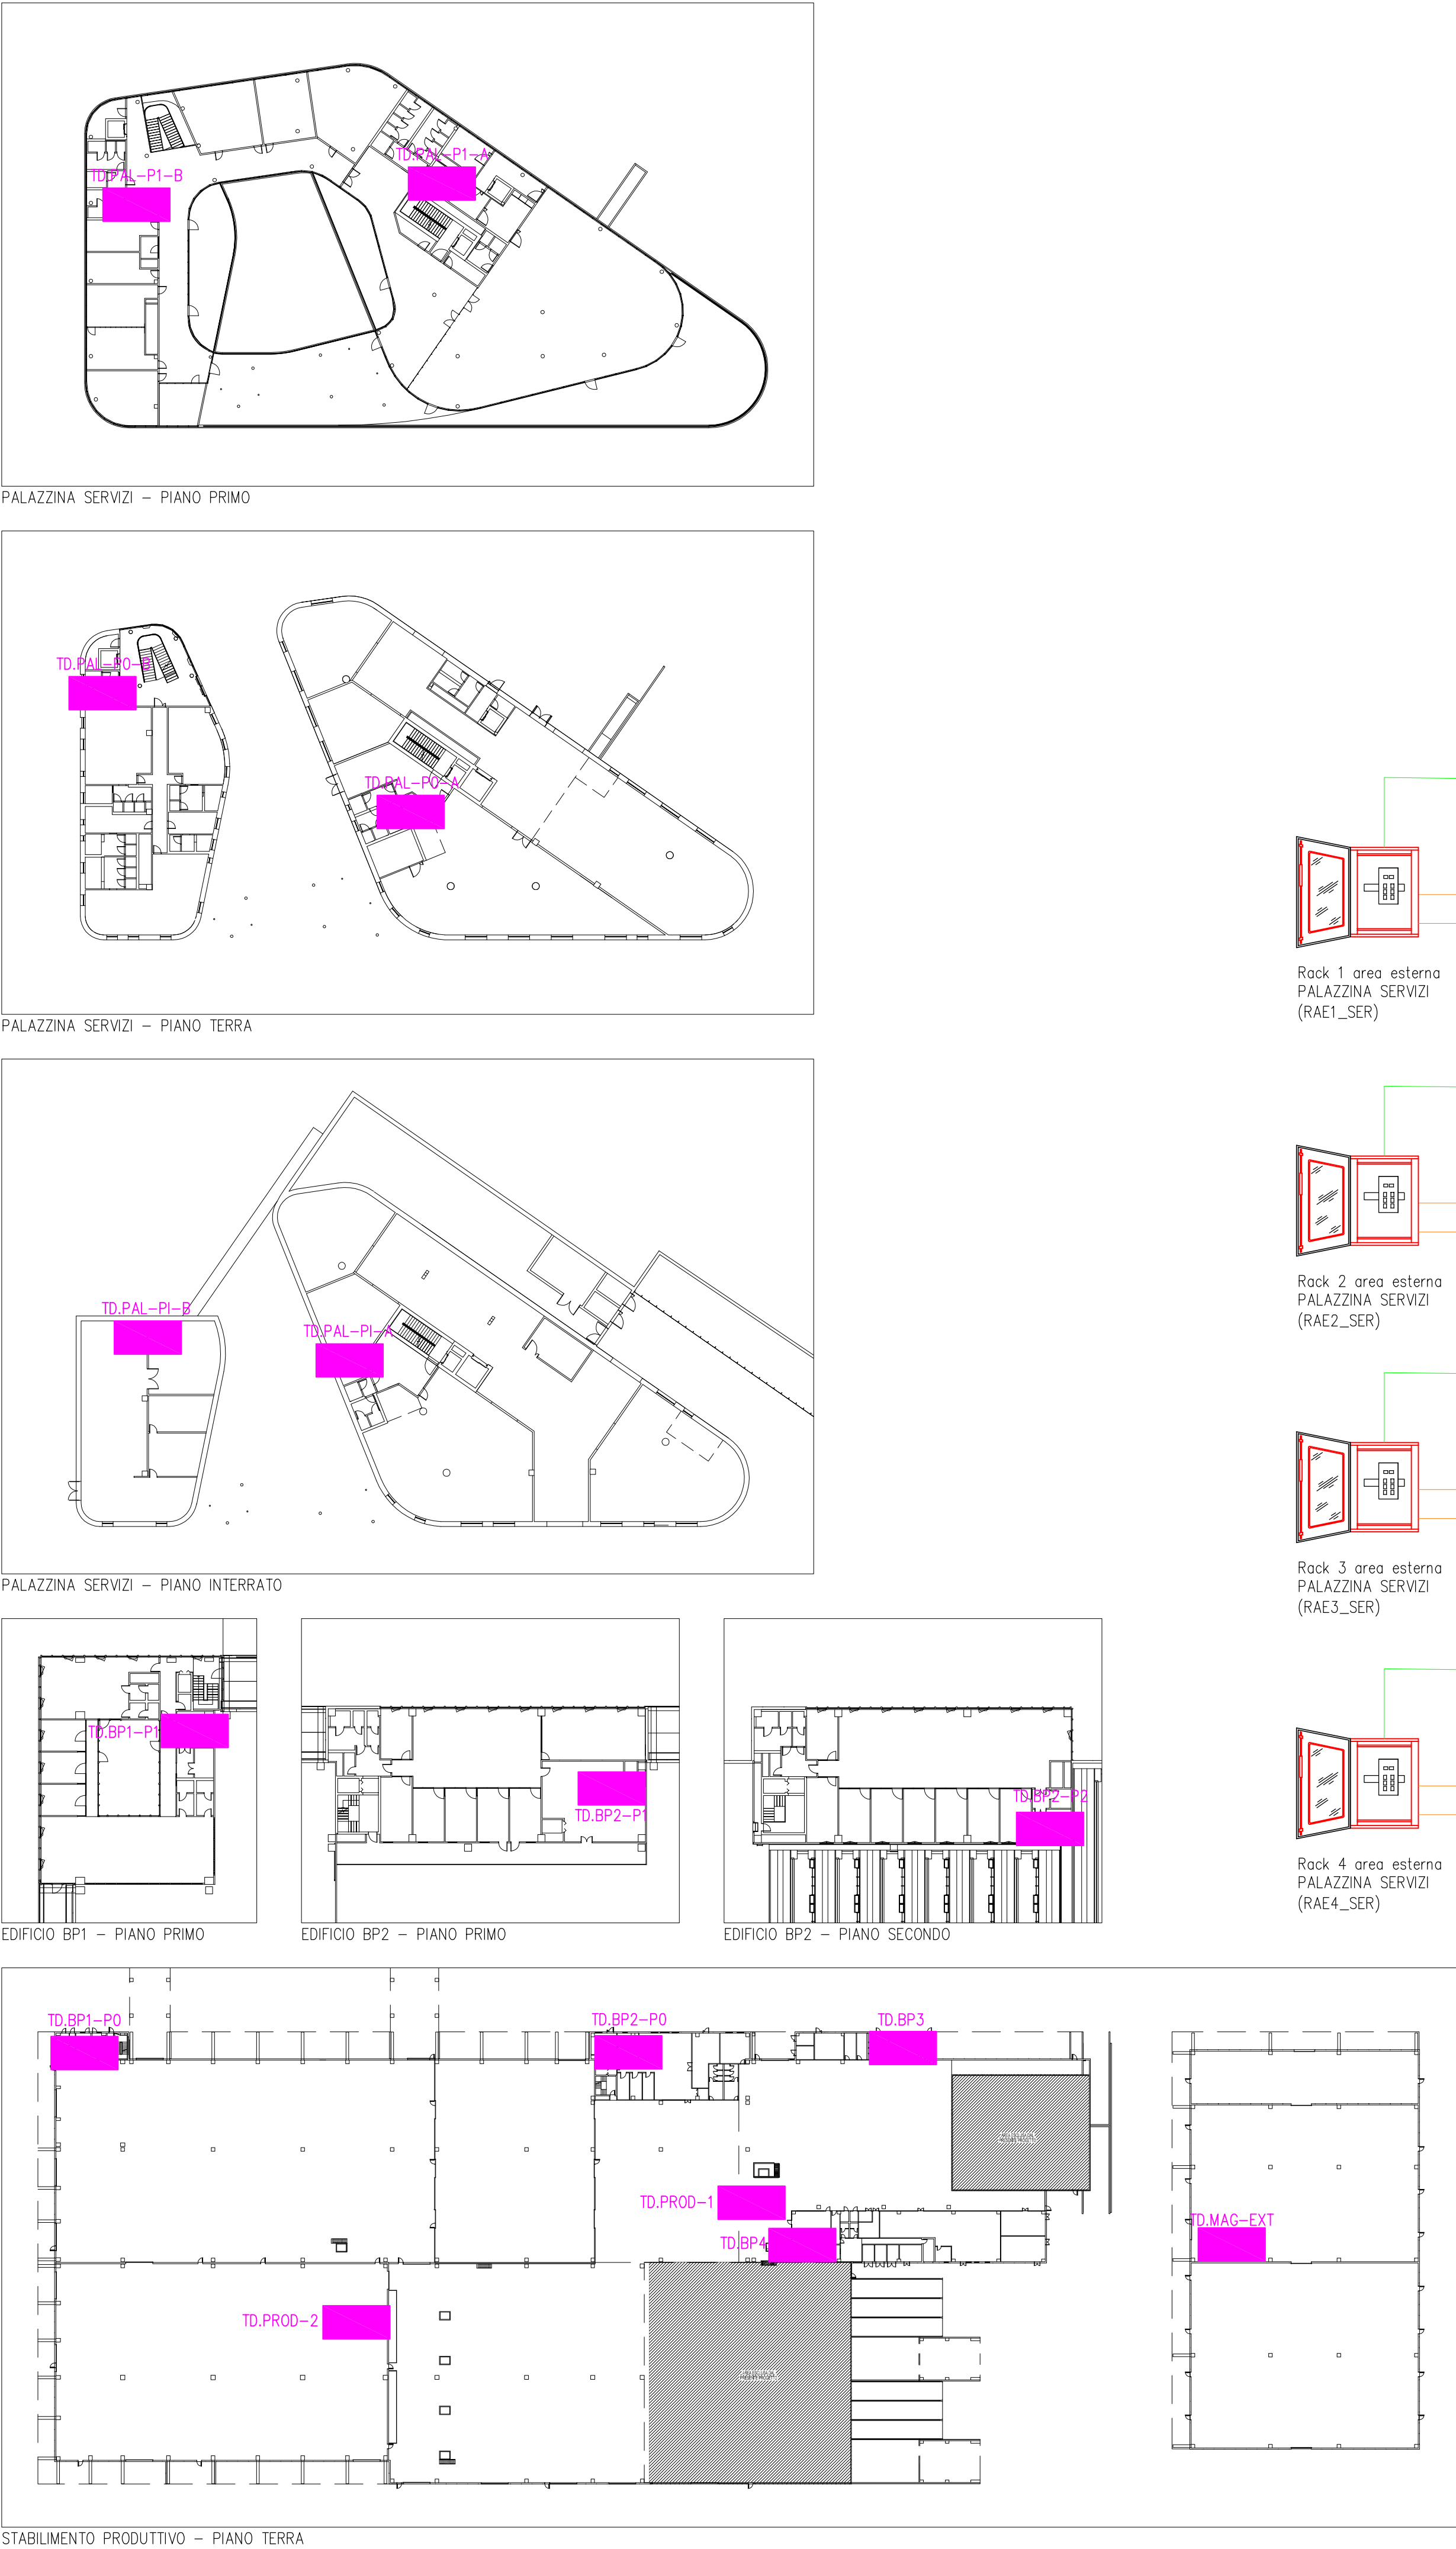 TD.PAL-P1-A
TD.PAL-P1-B
PALAZZINA SERVIZI – PIANO PRIMO
TD.PAL-P0-B
TD.PAL-P0-A
PALAZZINA SERVIZI – PIANO TERRA
Rack 1 area esterna
PALAZZINA SERVIZI
(RAE1_SER)
TD.PAL-PI-B
TD.PAL-PI-A
PALAZZINA SERVIZI – PIANO INTERRATO
Rack 2 area esterna
PALAZZINA SERVIZI
(RAE2_SER)
Rack 3 area esterna
PALAZZINA SERVIZI
(RAE3_SER)
TD.BP1-P1
EDIFICIO BP1 – PIANO PRIMO
TD.BP2-P1
EDIFICIO BP2 – PIANO PRIMO
TD.BP2-P2
EDIFICIO BP2 – PIANO SECONDO
Rack 4 area esterna
PALAZZINA SERVIZI
(RAE4_SER)
TD.BP1-P0
TD.BP2-P0
TD.BP3
TD.PROD-1
TD.BP4
TD.MAG-EXT
TD.PROD-2
STABILIMENTO PRODUTTIVO – PIANO TERRA